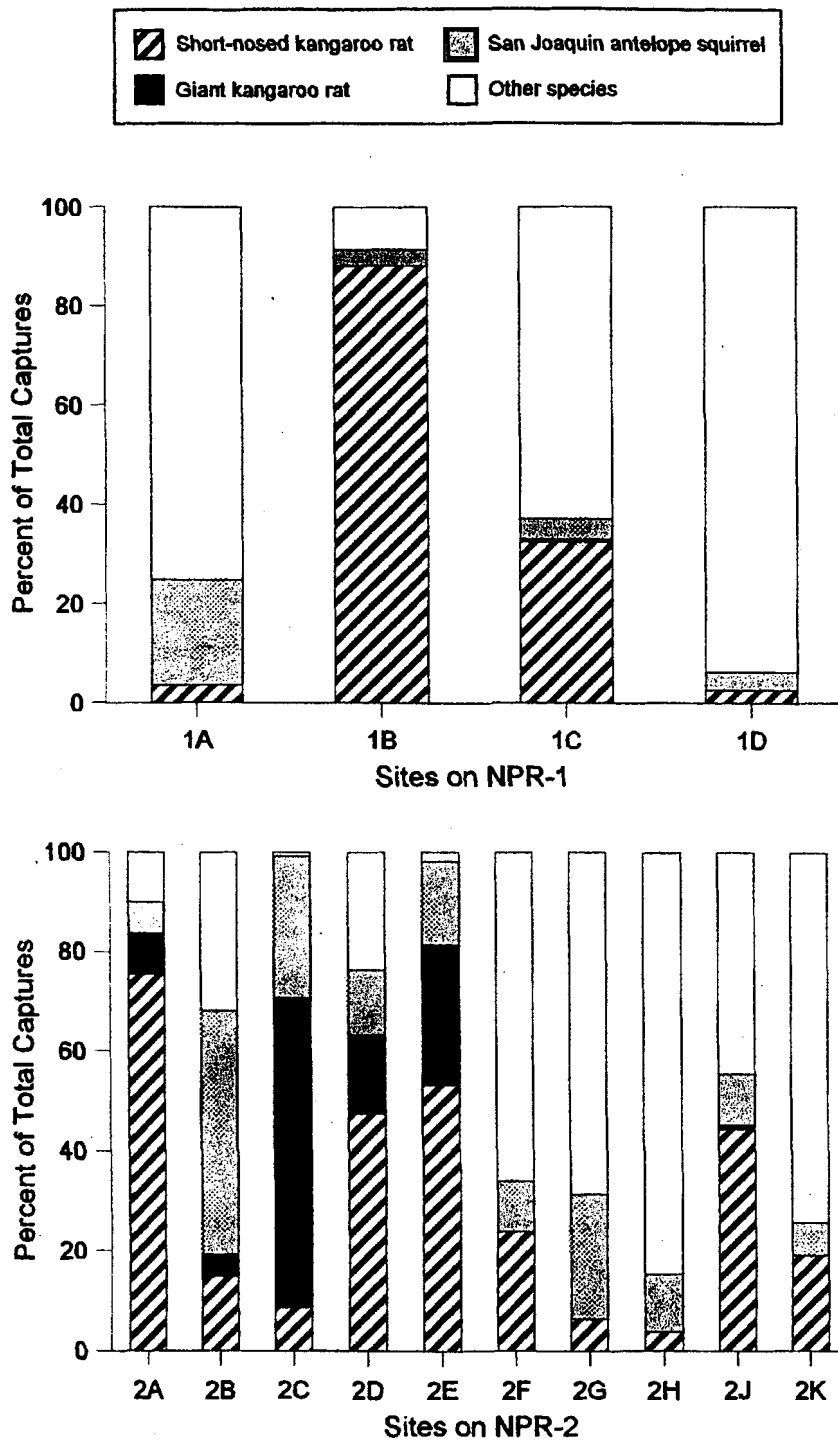 Short-nosed kangaroo rat
San Joaquin antelope squirrel
Giant kangaroo rat
Other species
Percent of Total Captures
100
80
60
40
20
0
1A 1B 1C 1D
Sites on NPR-1
Percent of Total Captures
100
80
60
40
20
0
2A 2B 2C 2D 2E 2F 2G 2H 2J 2K
Sites on NPR-2